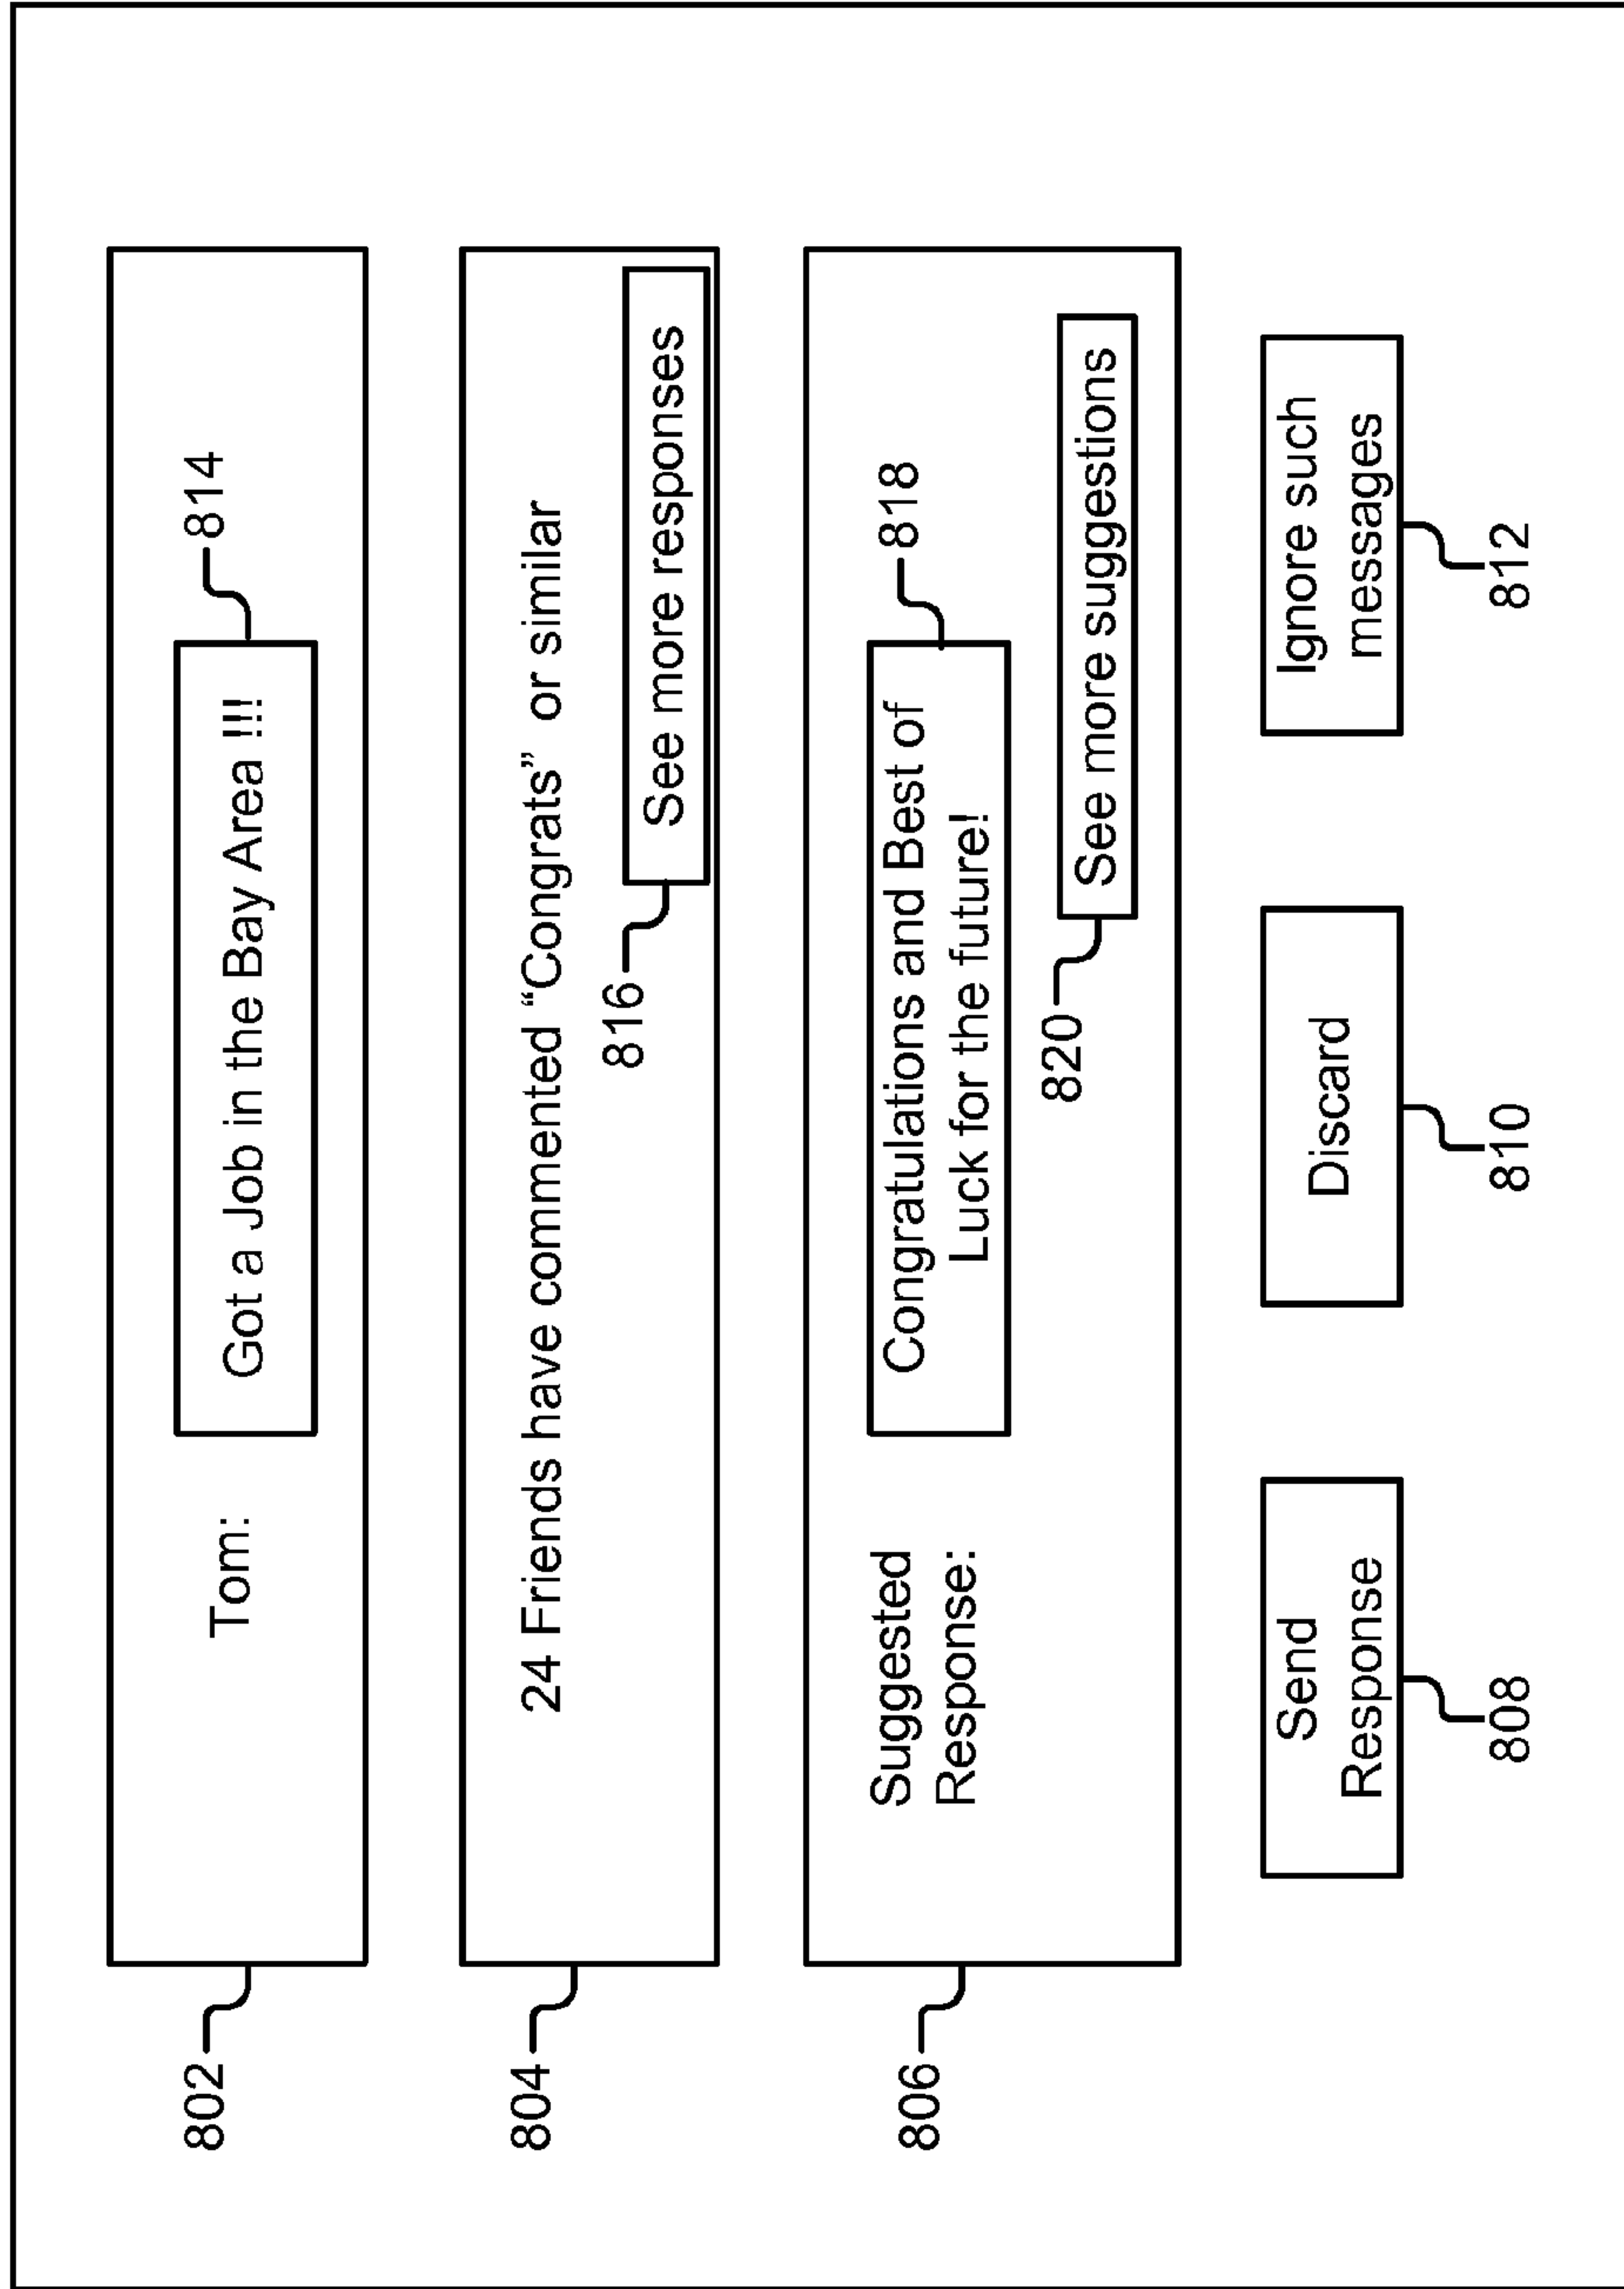 802
Tom:
Got a Job in the Bay Area !!!
814
804
24 Friends have commented “Congrats” or similar
816
See more responses
806
Suggested
Response:
Congratulations and Best of
Luck for the future!
818
820
See more suggestions
Send
Response
808
Discard
810
Ignore such
messages
812